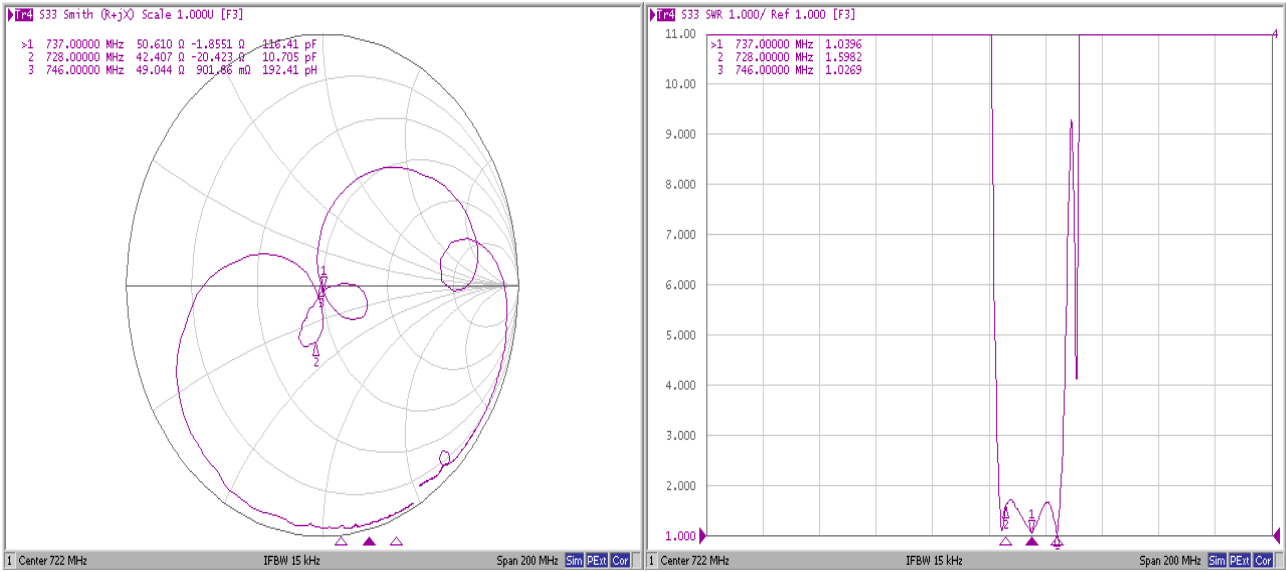 Tr4 S33 Smith (R+jX) Scale 1.000U [F3]
>1 737.00000 MHz 50.610 Ω -1.8551 Ω 116.41 pF
2 728.00000 MHz 42.407 Ω -20.423 Ω 10.705 pF
3 746.00000 MHz 49.044 Ω 901.86 mΩ 192.41 pH
1
3
2
1 Center 722 MHz IFBW 15 kHz Span 200 MHz Sim PExt Cor
Tr4 S33 SWR 1.000/ Ref 1.000 [F3]
11.00
4
>1 737.00000 MHz 1.0396
2 728.00000 MHz 1.5982
3 746.00000 MHz 1.0269
10.00
9.000
8.000
7.000
6.000
5.000
4.000
3.000
2.000
1
2
1.000
1 Center 722 MHz IFBW 15 kHz Span 200 MHz Sim PExt Cor